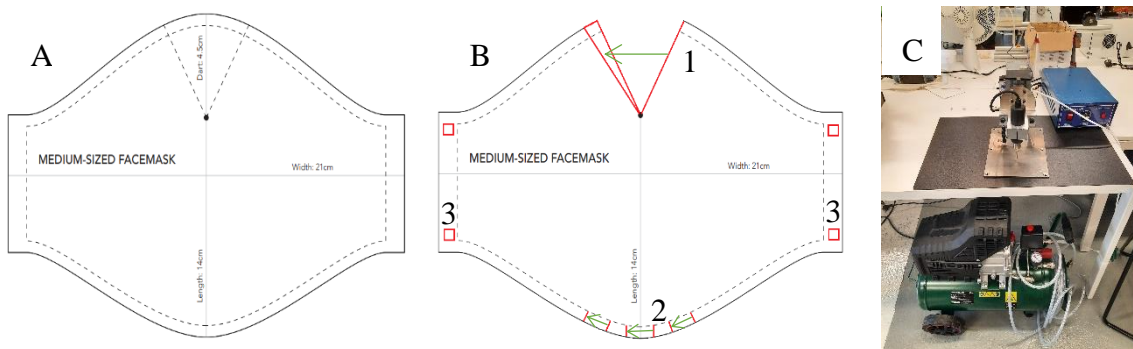 A
Dart: 4.5cm
MEDIUM-SIZED FACEMASK
Width: 21cm
Length: 14cm
B
1
MEDIUM-SIZED FACEMASK
Width: 21cm
3
3
Length: 14cm
2
C